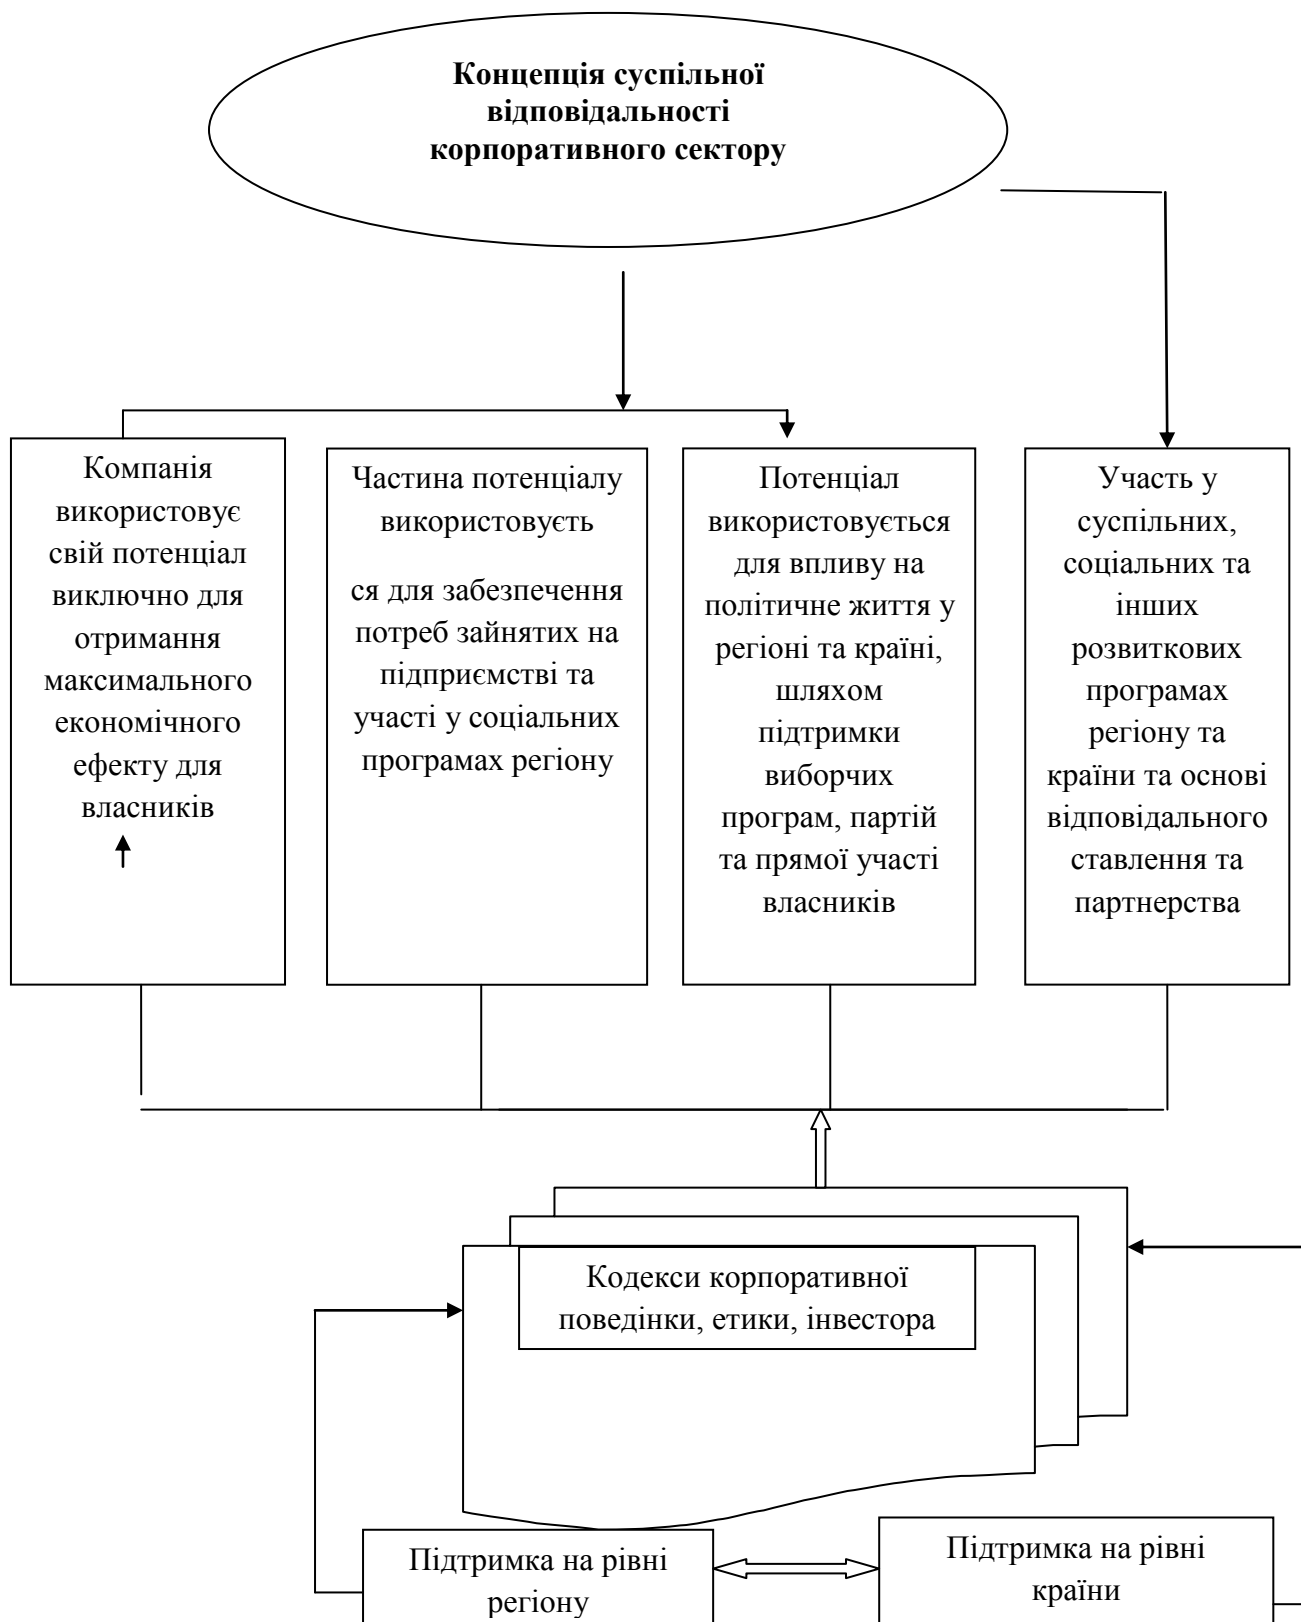 Концепція суспільної
відповідальності
корпоративного сектору
Компанія
використовує
свій потенціал
виключно для
отримання
максимального
економічного
ефекту для
власників
Частина потенціалу
використовуєть
ся для забезпечення
потреб зайнятих на
підприємстві та
участі у соціальних
програмах регіону
Потенціал
використовується
для впливу на
політичне життя у
регіоні та країні,
шляхом
підтримки
виборчих
програм, партій
та прямої участі
власників
Участь у
суспільних,
соціальних та
інших
розвиткових
програмах
регіону та
країни та основі
відповідального
ставлення та
партнерства
Кодекси корпоративної
поведінки, етики, інвестора
Підтримка на рівні
регіону
Підтримка на рівні
країни